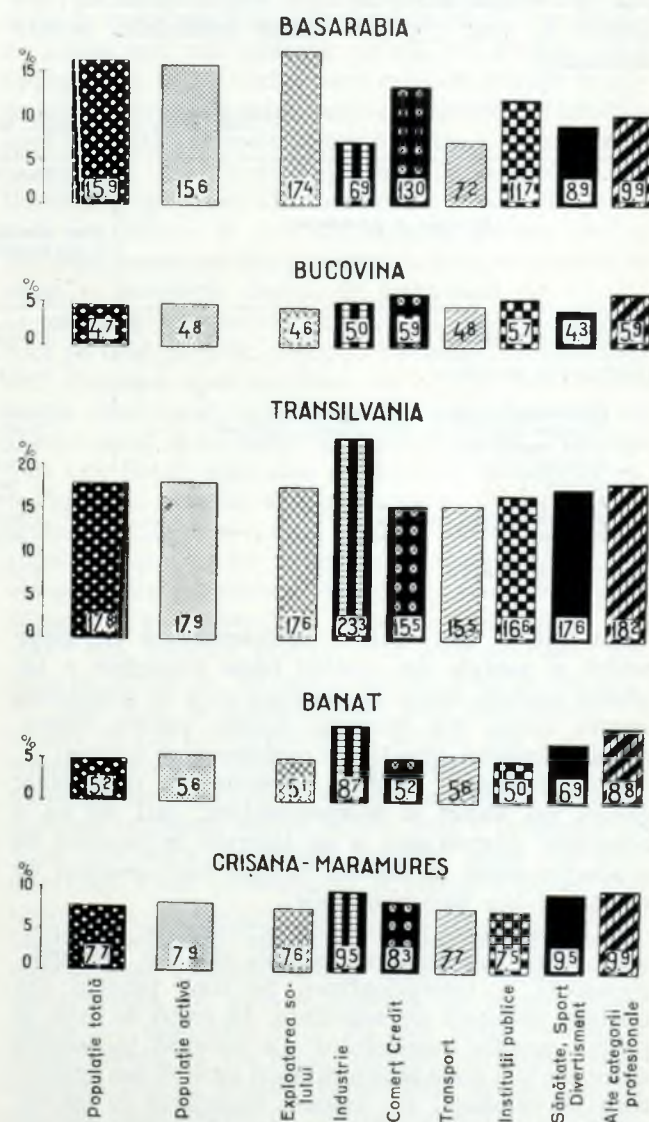 BASARABIA
%
15
10
5
0
15.9 15.6 17.4 6.9 13.0 7.2 11.7 8.9 9.9
BUCOVINA
%
5
0
4.7 4.8 4.6 5.0 5.9 4.8 5.7 4.3 5.9
TRANSILVANIA
%
20
15
10
5
0
17.8 17.9 17.6 23.3 15.5 15.5 16.6 17.6 18.2
BANAT
%
5
0
5.2 5.6 5.1 8.7 5.2 5.6 5.0 6.9 8.8
CRIȘANA-MARAMUREȘ
%
10
5
0
7.7 7.9 7.6 9.5 8.3 7.7 7.5 9.5 9.9
Populație totală
Populație activă
Exploatarea so-
lului
Industrie
Comerț Credit
Transport
Instituții publice
Sănătate, Sport
Divertisment
Alte categorii
profesionale